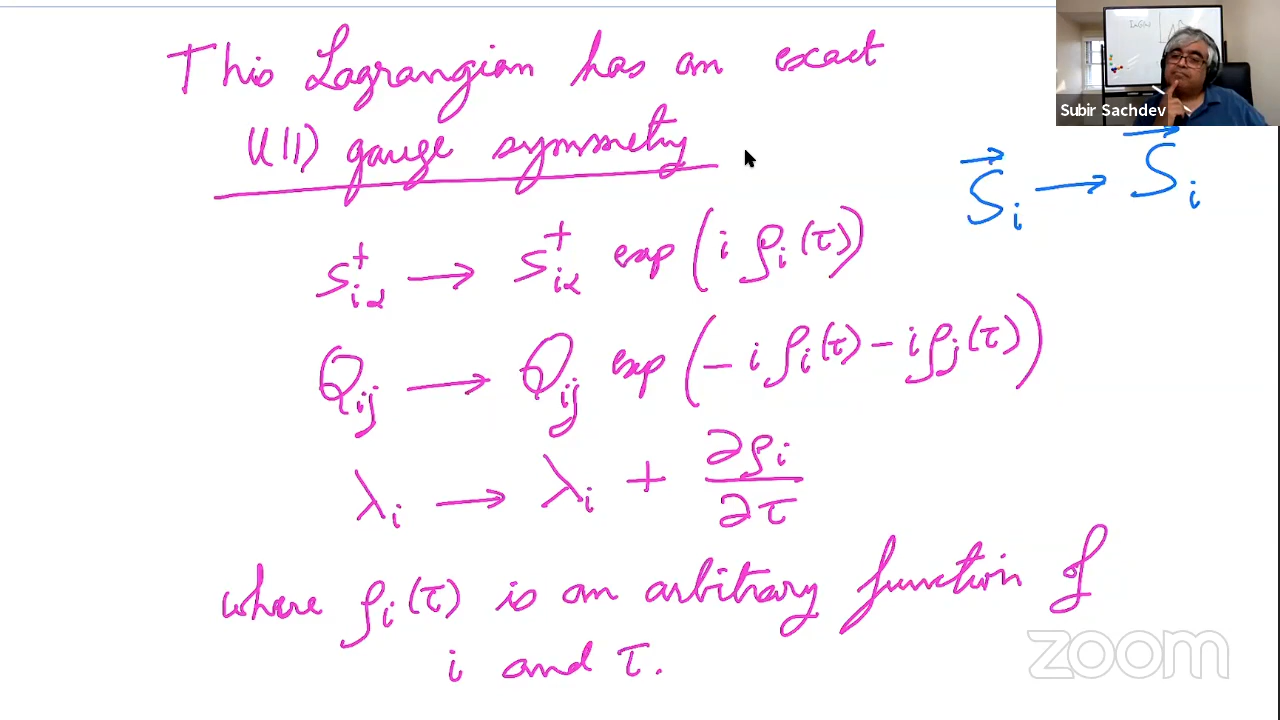 This Lagrangian has an exact
U(1) gauge symmetry
Subir Sachdev
S⃗_i → S⃗_i
s†_{iα} → s†_{iα} exp(i ρ_i(τ))
Q_{ij} → Q_{ij} exp(-i ρ_i(τ) - i ρ_j(τ))
λ_i → λ_i + ∂ρ_i/∂τ
where ρ_i(τ) is an arbitrary function of
i and τ.
zoom